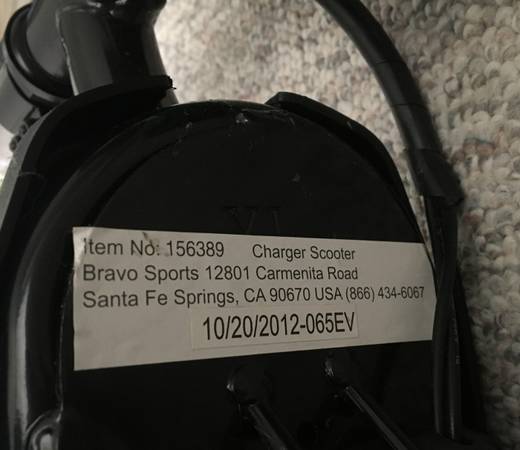 Item No: 156389 Charger Scooter
Bravo Sports 12801 Carmenita Road
Santa Fe Springs, CA 90670 USA (866) 434-6067
10/20/2012-065EV